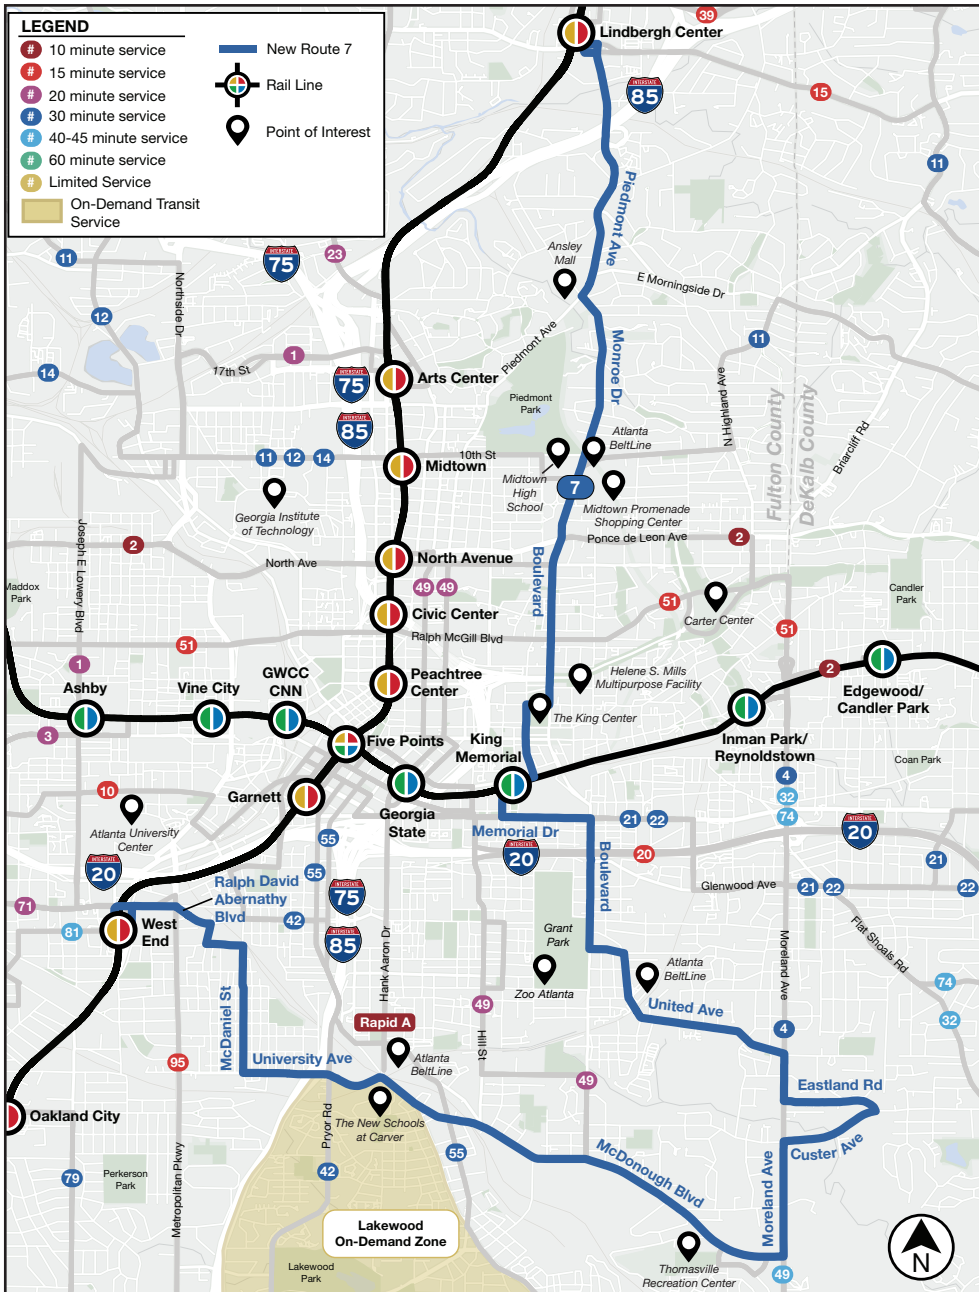 LEGEND
# 10 minute service
# 15 minute service
# 20 minute service
# 30 minute service
# 40-45 minute service
# 60 minute service
# Limited Service
On-Demand Transit
Service
New Route 7
Rail Line
Point of Interest
39
Lindbergh Center
INTERSTATE
85
15
11
Piedmont Ave
Ansley
Mall
E Morningside Dr
11
INTERSTATE
75
23
Northside Dr
12
Piedmont Ave
Monroe Dr
11
17th St
1
14
INTERSTATE
75
Arts Center
N Highland Ave
Fulton County
DeKalb County
Briarcliff Rd
Piedmont
Park
INTERSTATE
85
Atlanta
BeltLine
10th St
11
12
14
Midtown
Midtown
High
School
7
Georgia Institute
of Technology
Midtown Promenade
Shopping Center
Joseph E Lowery Blvd
2
Ponce de Leon Ave
2
North Ave
North Avenue
Boulevard
Maddox
Park
49
49
Candler
Park
51
Carter Center
Civic Center
51
Ralph McGill Blvd
51
1
Ashby
Vine City
GWCC
CNN
Peachtree
Center
Helene S. Mills
Multipurpose Facility
2
Edgewood/
Candler Park
The King Center
3
Five Points
King
Memorial
Inman Park/
Reynoldstown
Coan Park
4
32
74
10
Garnett
Georgia
State
Atlanta University
Center
55
Memorial Dr
21
22
INTERSTATE
20
INTERSTATE
20
20
INTERSTATE
20
21
55
Ralph David
Abernathy
Blvd
INTERSTATE
75
Boulevard
Glenwood Ave
21
22
22
71
42
81
West
End
INTERSTATE
85
Hank Aaron Dr
Grant
Park
Moreland Ave
Flat Shoals Rd
Zoo Atlanta
Atlanta
BeltLine
74
McDaniel St
49
United Ave
32
Rapid A
4
Hill St
95
University Ave
Atlanta
BeltLine
49
Eastland Rd
Oakland City
The New Schools
at Carver
Pryor Rd
Custer Ave
55
McDonough Blvd
79
Perkerson
Park
Metropolitan Pkwy
42
Moreland Ave
Lakewood
On-Demand Zone
Lakewood
Park
Thomasville
Recreation Center
49
N